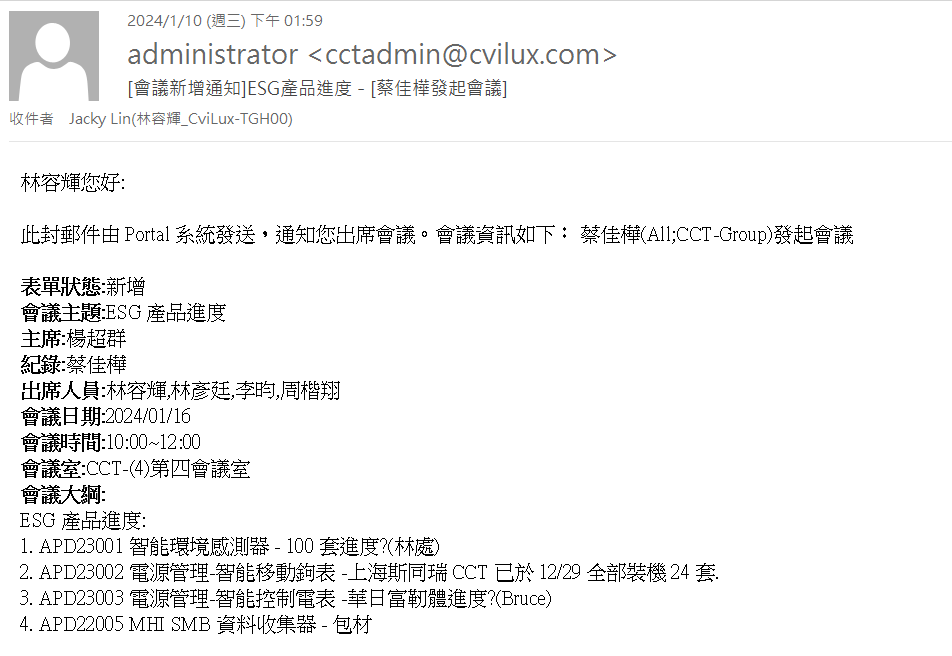 2024/1/10 (週三) 下午 01:59
administrator <cctadmin@cvilux.com>
[會議新增通知]ESG產品進度 - [蔡佳樺發起會議]
收件者 Jacky Lin(林容輝_CviLux-TGH00)
林容輝您好:
此封郵件由 Portal 系統發送，通知您出席會議。會議資訊如下： 蔡佳樺(All;CCT-Group)發起會議
表單狀態:新增
會議主題:ESG 產品進度
主席:楊超群
紀錄:蔡佳樺
出席人員:林容輝,林彥廷,李昀,周楷翔
會議日期:2024/01/16
會議時間:10:00~12:00
會議室:CCT-(4)第四會議室
會議大綱:
ESG 產品進度:
1. APD23001 智能環境感測器 - 100 套進度?(林處)
2. APD23002 電源管理-智能移動鉤表 -上海斯同瑞 CCT 已於 12/29 全部裝機 24 套.
3. APD23003 電源管理-智能控制電表 -華日富韌體進度?(Bruce)
4. APD22005 MHI SMB 資料收集器 - 包材